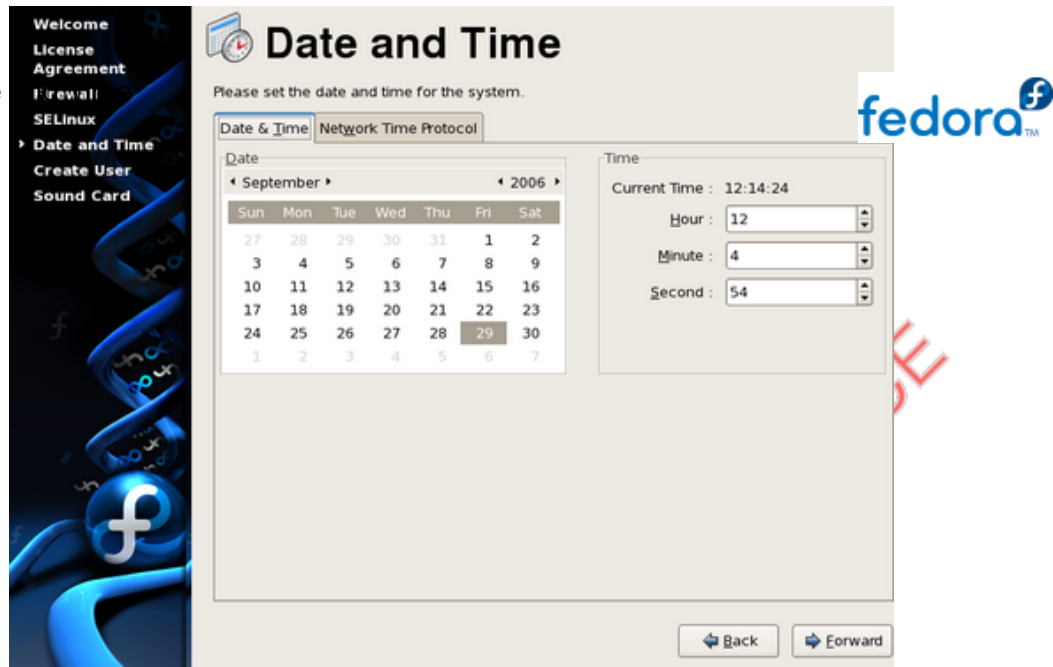 Welcome
License
Agreement
Firewall
SELinux
Date and Time
Create User
Sound Card
Date and Time
Please set the date and time for the system.
Date & Time Network Time Protocol
Date
September 2006
Sun Mon Tue Wed Thu Fri Sat
27 28 29 30 31 1 2
3 4 5 6 7 8 9
10 11 12 13 14 15 16
17 18 19 20 21 22 23
24 25 26 27 28 29 30
1 2 3 4 5 6 7
Time
Current Time : 12:14:24
Hour : 12
Minute : 4
Second : 54
fedora™
Back Forward